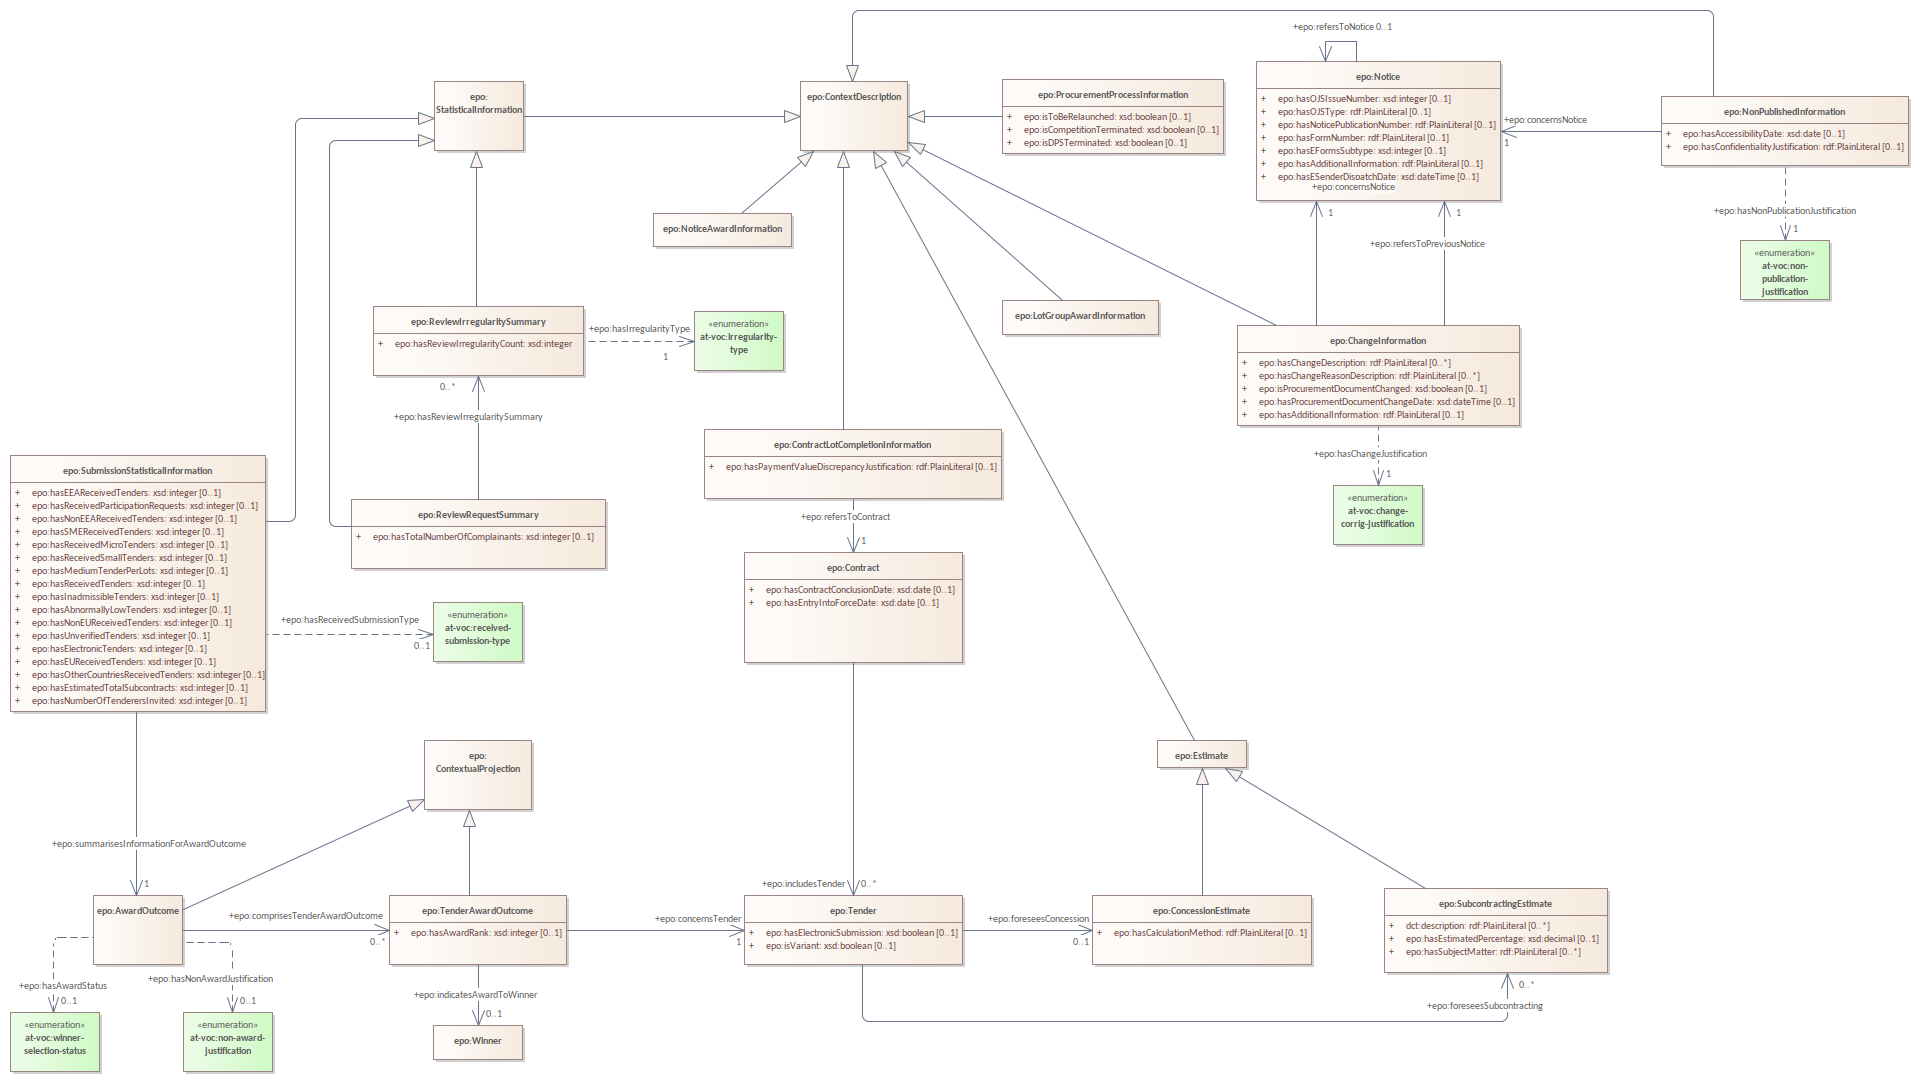 +epo:refersToNotice 0..1
epo:
StatisticalInformation
epo:ContextDescription
epo:ProcurementProcessInformation
+ epo:isToBeRelaunched: xsd:boolean [0..1]
+ epo:isCompetitionTerminated: xsd:boolean [0..1]
+ epo:isDPSTerminated: xsd:boolean [0..1]
epo:Notice
+ epo:hasOJSIssueNumber: xsd:integer [0..1]
+ epo:hasOJSType: rdf:PlainLiteral [0..1]
+ epo:hasNoticePublicationNumber: rdf:PlainLiteral [0..1]
+ epo:hasFormNumber: rdf:PlainLiteral [0..1]
+ epo:hasEFormsSubtype: xsd:integer [0..1]
+ epo:hasAdditionalInformation: rdf:PlainLiteral [0..1]
+ epo:hasESenderDispatchDate: xsd:dateTime [0..1]
+epo:concernsNotice
1
1
+epo:refersToPreviousNotice
+epo:concernsNotice
1
epo:NonPublishedInformation
+ epo:hasAccessibilityDate: xsd:date [0..1]
+ epo:hasConfidentialityJustification: rdf:PlainLiteral [0..1]
+epo:hasNonPublicationJustification
1
«enumeration»
at-voc:non-
publication-
justification
epo:NoticeAwardInformation
epo:LotGroupAwardInformation
epo:ReviewIrregularitySummary
+ epo:hasReviewIrregularityCount: xsd:integer
+epo:hasIrregularityType
1
«enumeration»
at-voc:irregularity-
type
0..*
+epo:hasReviewIrregularitySummary
epo:ChangeInformation
+ epo:hasChangeDescription: rdf:PlainLiteral [0..*]
+ epo:hasChangeReasonDescription: rdf:PlainLiteral [0..*]
+ epo:isProcurementDocumentChanged: xsd:boolean [0..1]
+ epo:hasProcurementDocumentChangeDate: xsd:dateTime [0..1]
+ epo:hasAdditionalInformation: rdf:PlainLiteral [0..1]
+epo:hasChangeJustification
1
«enumeration»
at-voc:change-
corrig-justification
epo:ContractLotCompletionInformation
+ epo:hasPaymentValueDiscrepancyJustification: rdf:PlainLiteral [0..1]
+epo:refersToContract
1
epo:SubmissionStatisticalInformation
+ epo:hasEEAReceivedTenders: xsd:integer [0..1]
+ epo:hasReceivedParticipationRequests: xsd:integer [0..1]
+ epo:hasNonEEAReceivedTenders: xsd:integer [0..1]
+ epo:hasSMEReceivedTenders: xsd:integer [0..1]
+ epo:hasReceivedMicroTenders: xsd:integer [0..1]
+ epo:hasReceivedSmallTenders: xsd:integer [0..1]
+ epo:hasMediumTenderPerLots: xsd:integer [0..1]
+ epo:hasReceivedTenders: xsd:integer [0..1]
+ epo:hasInadmissibleTenders: xsd:integer [0..1]
+ epo:hasAbnormallyLowTenders: xsd:integer [0..1]
+ epo:hasNonEUReceivedTenders: xsd:integer [0..1]
+ epo:hasUnverifiedTenders: xsd:integer [0..1]
+ epo:hasElectronicTenders: xsd:integer [0..1]
+ epo:hasEUReceivedTenders: xsd:integer [0..1]
+ epo:hasOtherCountriesReceivedTenders: xsd:integer [0..1]
+ epo:hasEstimatedTotalSubcontracts: xsd:integer [0..1]
+ epo:hasNumberOfTenderersInvited: xsd:integer [0..1]
epo:ReviewRequestSummary
+ epo:hasTotalNumberOfComplainants: xsd:integer [0..1]
+epo:hasReceivedSubmissionType
0..1
«enumeration»
at-voc:received-
submission-type
epo:Contract
+ epo:hasContractConclusionDate: xsd:date [0..1]
+ epo:hasEntryIntoForceDate: xsd:date [0..1]
epo:
ContextualProjection
epo:Estimate
+epo:summarisesInformationForAwardOutcome
1
+epo:includesTender
0..*
epo:AwardOutcome
+epo:comprisesTenderAwardOutcome
0..*
epo:TenderAwardOutcome
+ epo:hasAwardRank: xsd:integer [0..1]
+epo:concernsTender
1
epo:Tender
+ epo:hasElectronicSubmission: xsd:boolean [0..1]
+ epo:isVariant: xsd:boolean [0..1]
+epo:foreseesConcession
0..1
epo:ConcessionEstimate
+ epo:hasCalculationMethod: rdf:PlainLiteral [0..1]
epo:SubcontractingEstimate
+ dct:description: rdf:PlainLiteral [0..*]
+ epo:hasEstimatedPercentage: xsd:decimal [0..1]
+ epo:hasSubjectMatter: rdf:PlainLiteral [0..*]
0..*
+epo:foreseesSubcontracting
+epo:hasAwardStatus
0..1
+epo:hasNonAwardJustification
0..1
+epo:indicatesAwardToWinner
0..1
«enumeration»
at-voc:winner-
selection-status
«enumeration»
at-voc:non-award-
justification
epo:Winner